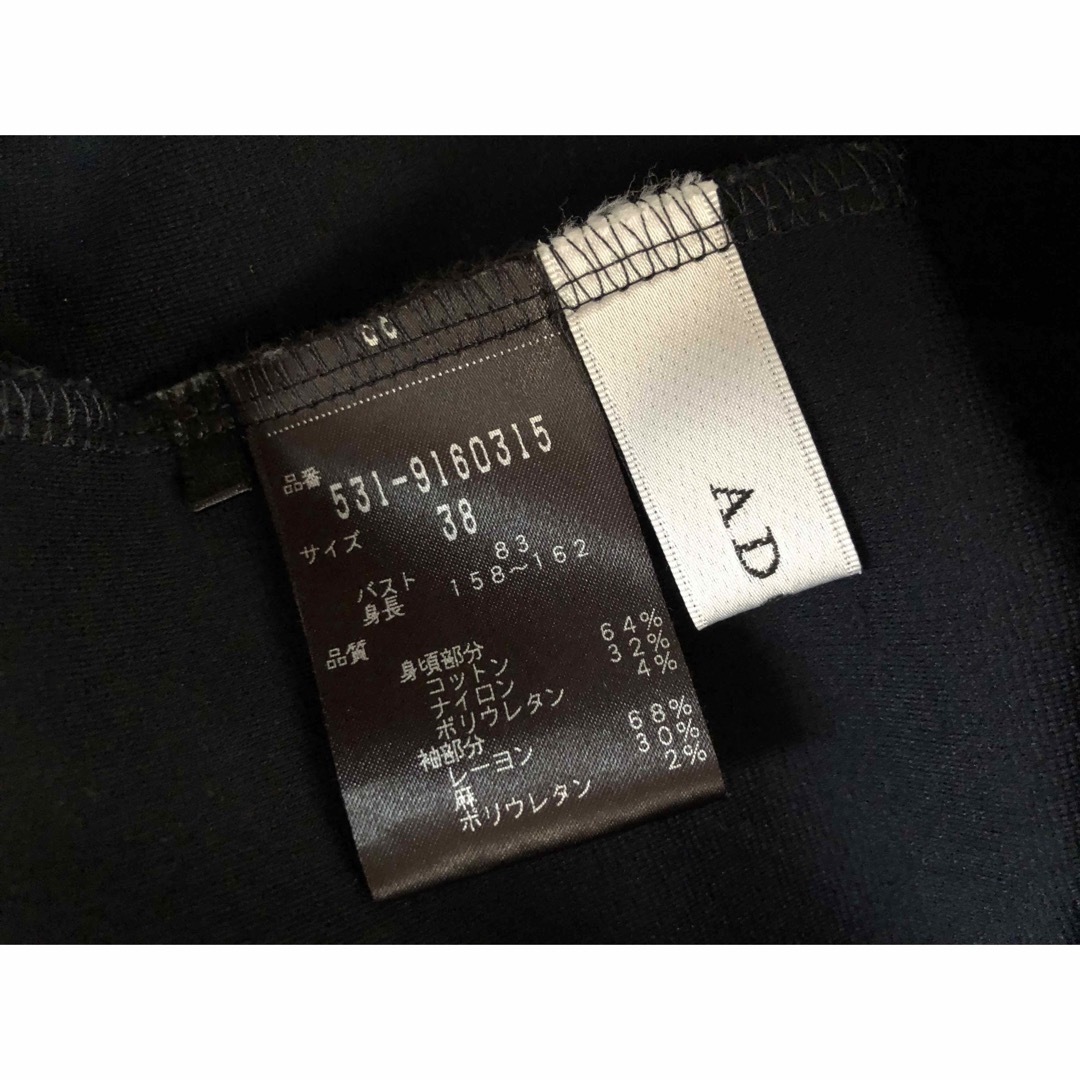 品番 531-9160315
サイズ 38
バスト 83
身長 158~162
品質 身頃部分
コットン 64%
ナイロン 32%
ポリウレタン 4%
袖部分
レーヨン 68%
麻 30%
ポリウレタン 2%
AD